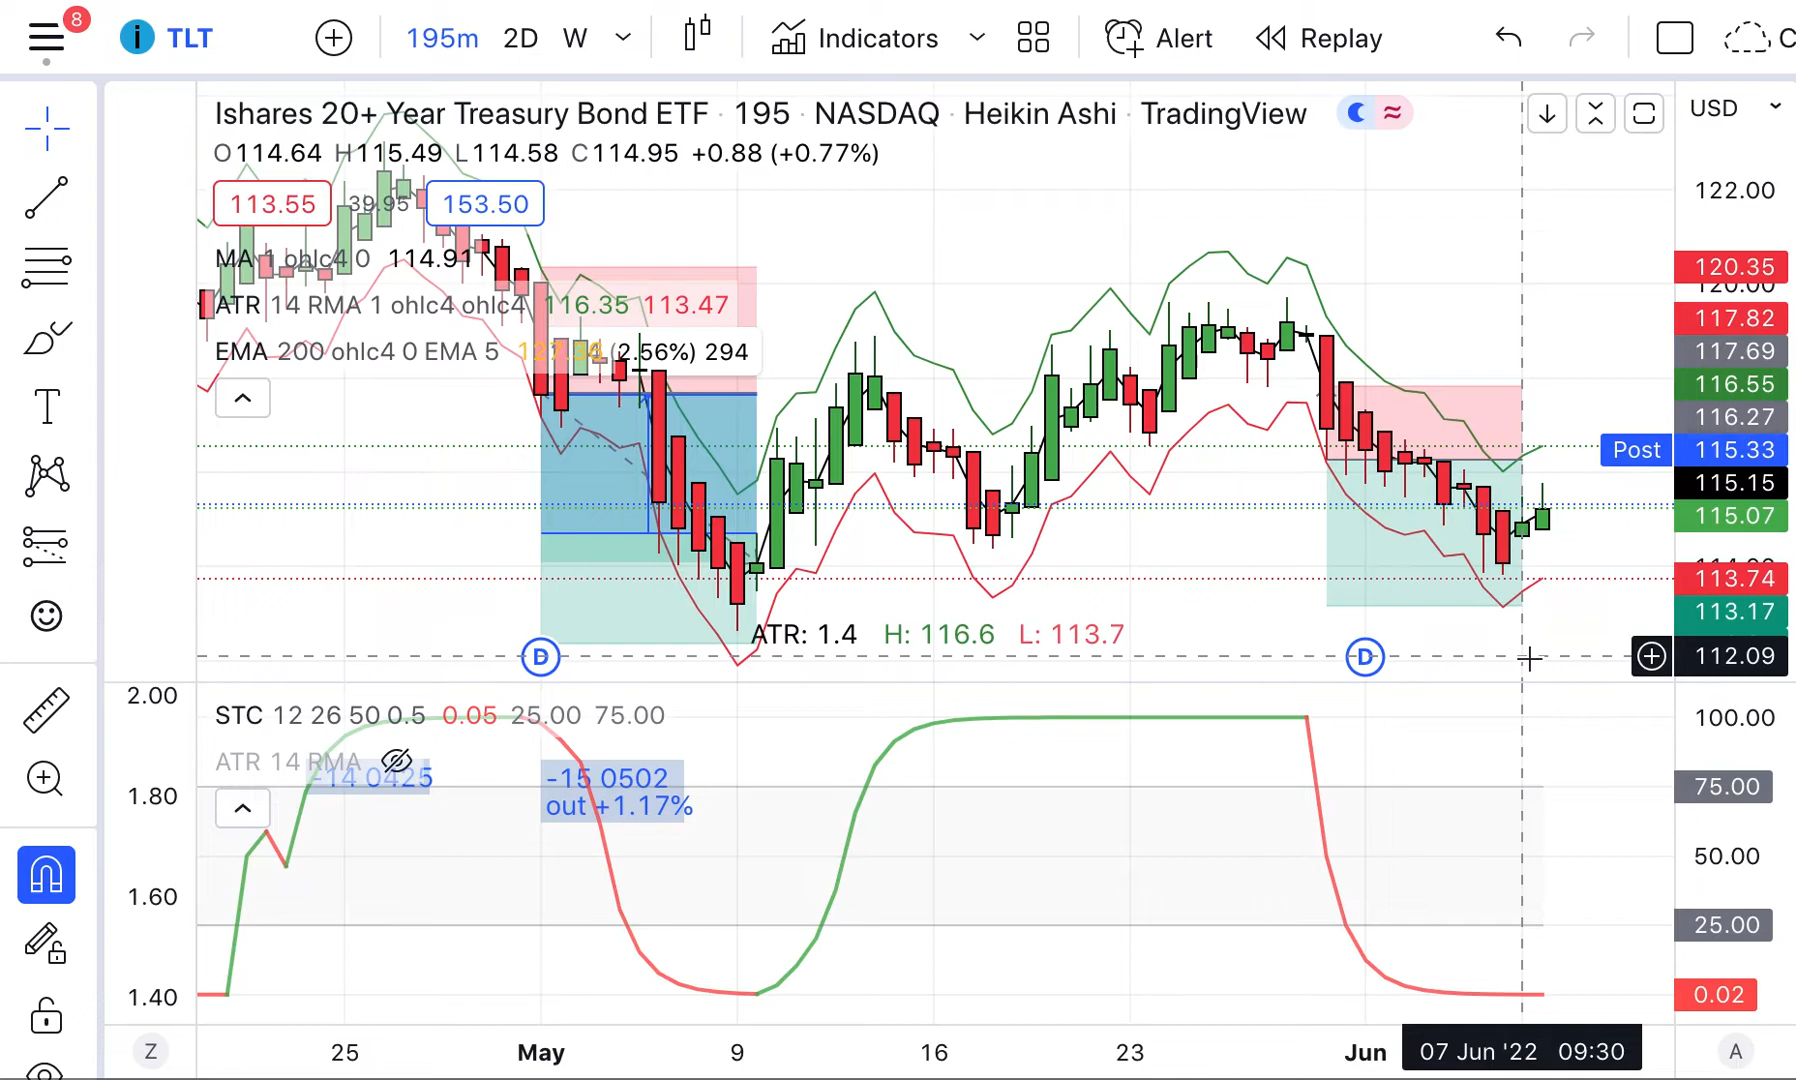 8
i TLT
195m 2D W
Indicators
Alert
Replay
C
Ishares 20+ Year Treasury Bond ETF · 195 · NASDAQ · Heikin Ashi · TradingView
O114.64 H115.49 L114.58 C114.95 +0.88 (+0.77%)
113.55 39.95 153.50
MA 1 ohlc4 0 114.91
ATR 14 RMA 1 ohlc4 ohlc4 116.35 113.47
EMA 200 ohlc4 0 EMA 5 (2.56%) 294
USD
122.00
120.35
120.00
117.82
117.69
116.55
116.27
Post 115.33
115.15
115.07
113.74
113.17
112.09
ATR: 1.4 H: 116.6 L: 113.7
D D
T
STC 12 26 50 0.5 0.05 25.00 75.00
ATR 14 RMA
-14 0425
-15 0502
out +1.17%
2.00
1.80
1.60
1.40
100.00
75.00
50.00
25.00
0.02
Z 25 May 9 16 23 Jun 07 Jun '22 09:30 A